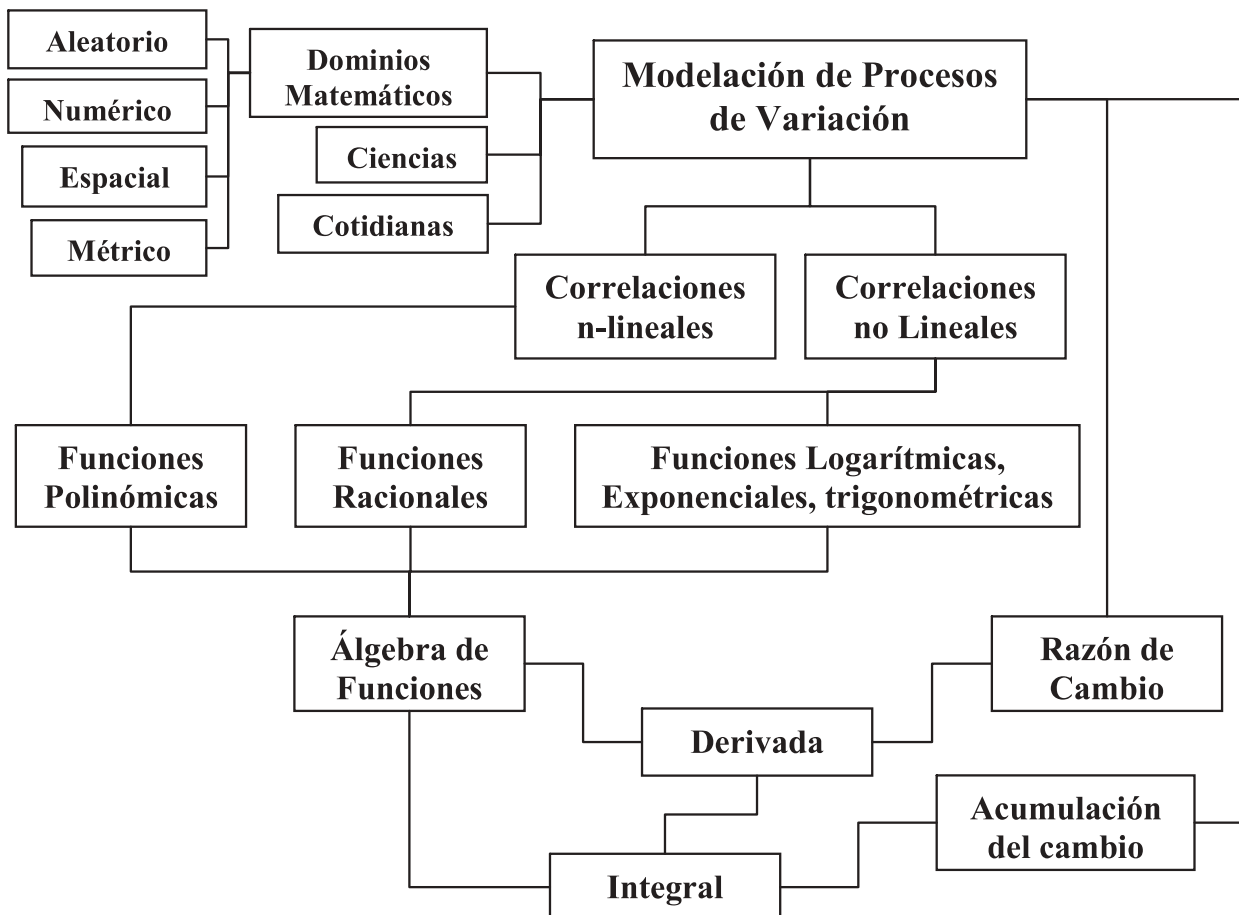 Aleatorio
Numérico
Espacial
Métrico
Dominios
Matemáticos
Ciencias
Cotidianas
Modelación de Procesos
de Variación
Correlaciones
n-lineales
Correlaciones
no Lineales
Funciones
Polinómicas
Funciones
Racionales
Funciones Logarítmicas,
Exponenciales, trigonométricas
Álgebra de
Funciones
Razón de
Cambio
Derivada
Acumulación
del cambio
Integral